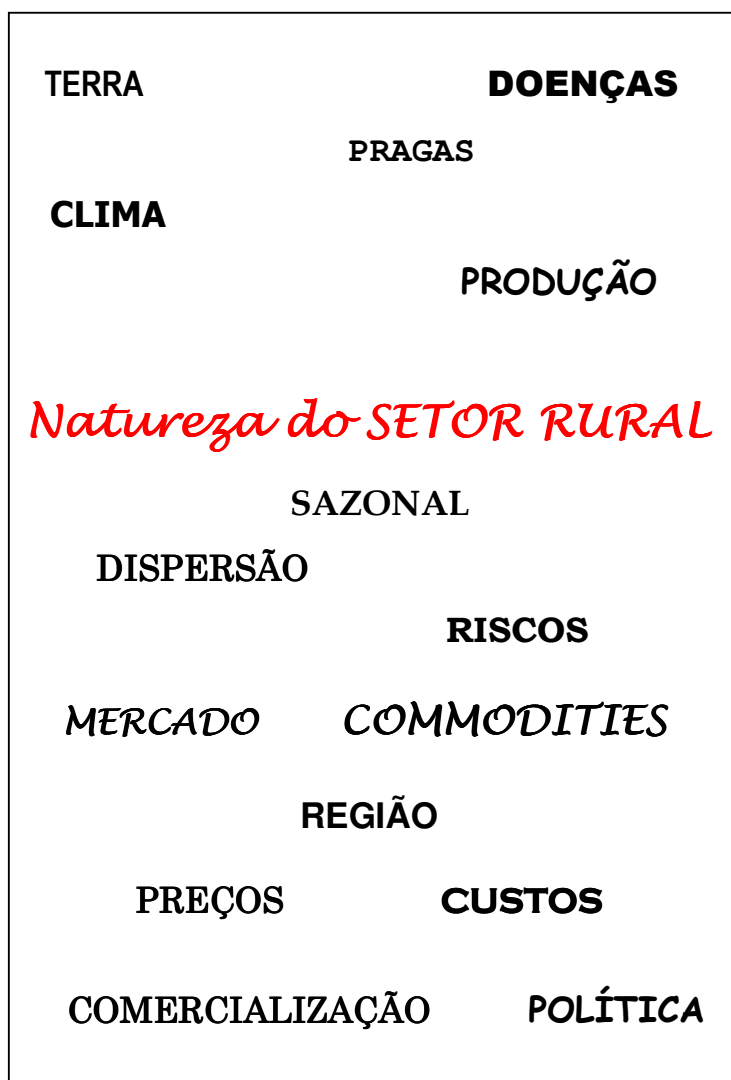 TERRA DOENÇAS
PRAGAS
CLIMA
PRODUÇÃO
Natureza do SETOR RURAL
SAZONAL
DISPERSÃO
RISCOS
MERCADO COMMODITIES
REGIÃO
PREÇOS CUSTOS
COMERCIALIZAÇÃO POLÍTICA